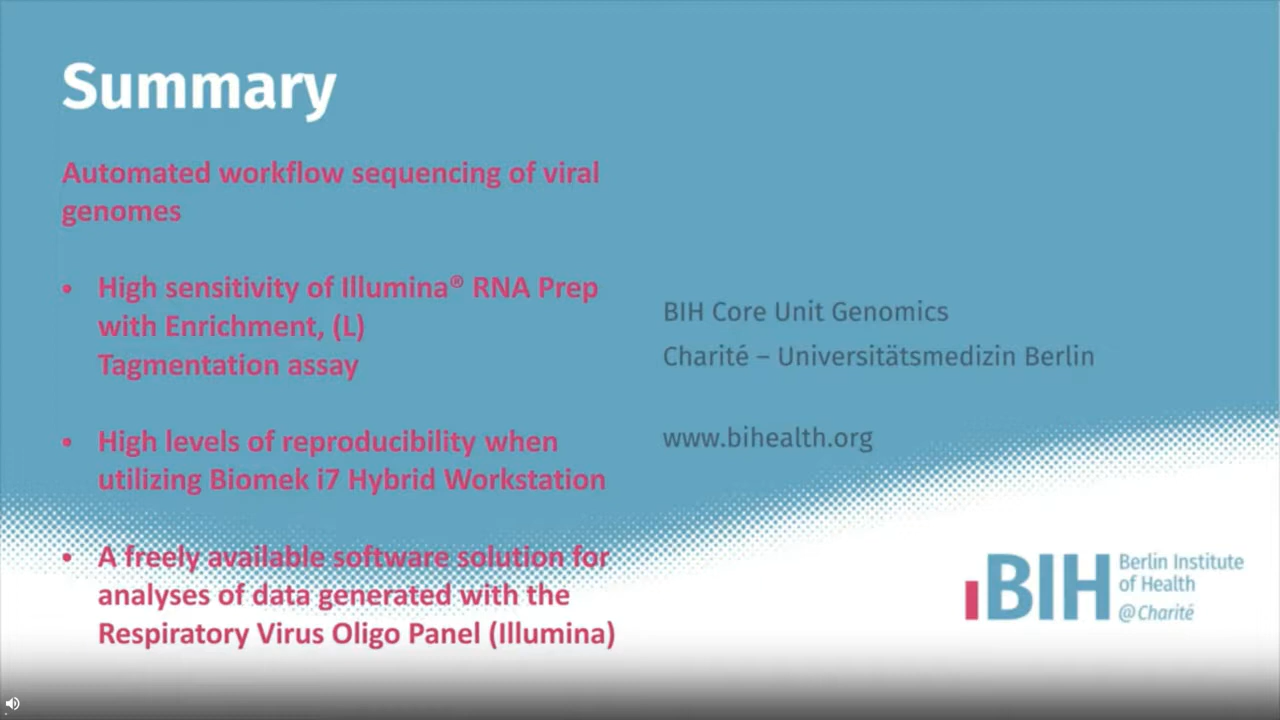 Summary
Automated workflow sequencing of viral
genomes
• High sensitivity of Illumina® RNA Prep
with Enrichment, (L)
Tagmentation assay
• High levels of reproducibility when
utilizing Biomek i7 Hybrid Workstation
• A freely available software solution for
analyses of data generated with the
Respiratory Virus Oligo Panel (Illumina)
BIH Core Unit Genomics
Charité – Universitätsmedizin Berlin
www.bihealth.org
BIH
Berlin Institute
of Health
@Charité